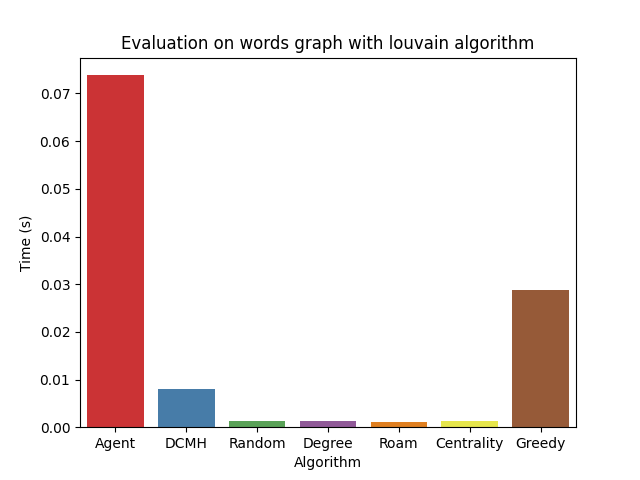 Evaluation on words graph with louvain algorithm
0.07
0.06
0.05
0.04
0.03
0.02
0.01
0.00
Time (s)
Agent DCMH Random Degree Roam Centrality Greedy
Algorithm